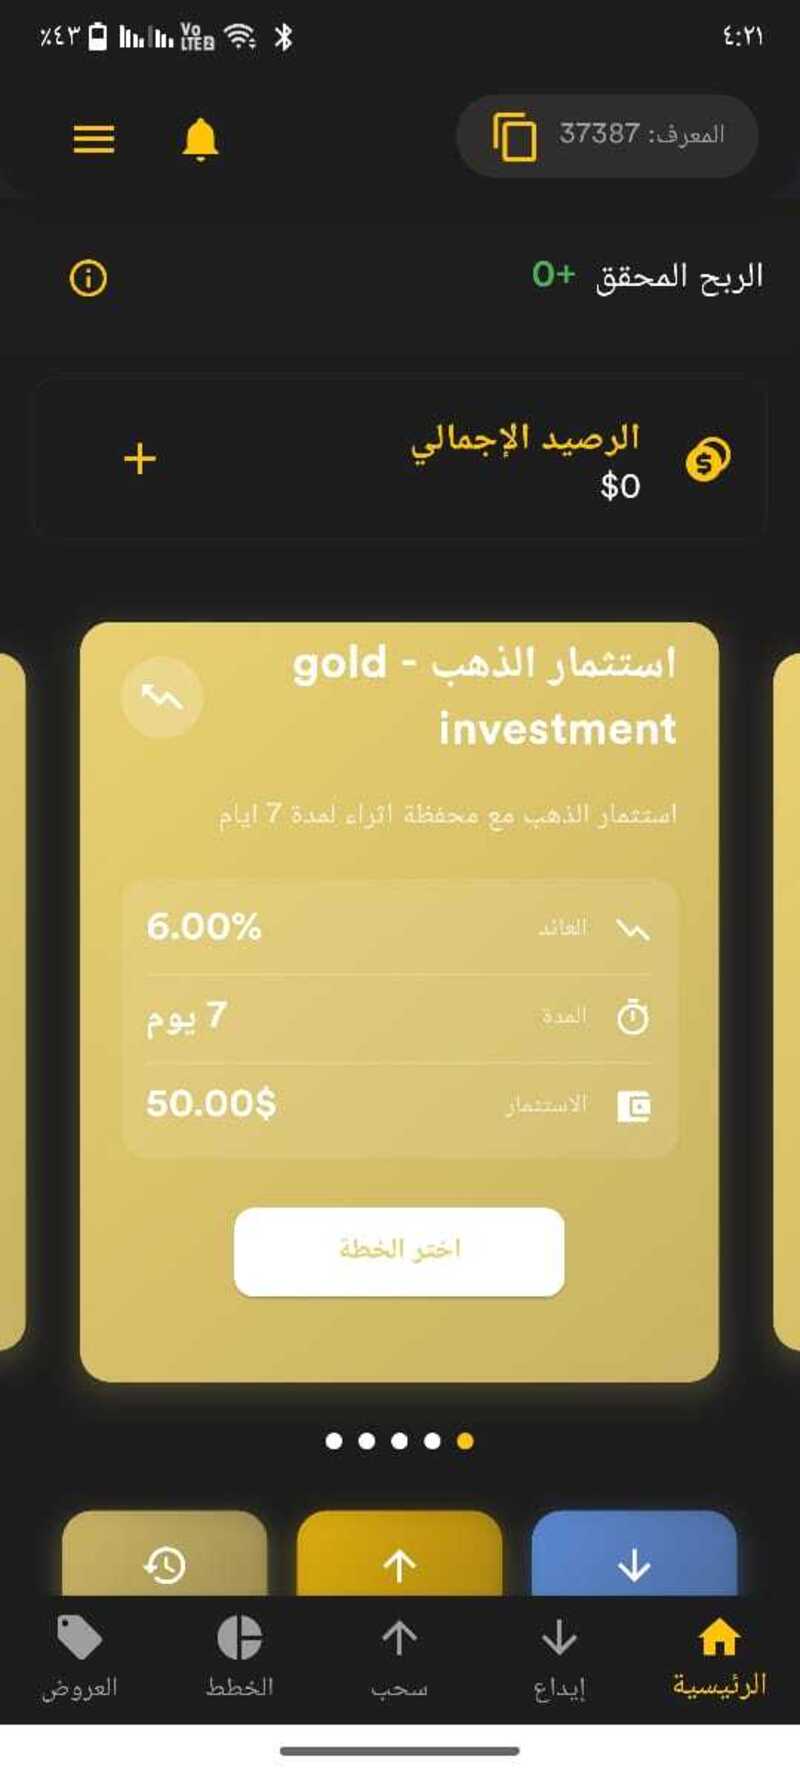 ٪٤٣
Vo
LTE2
٤:٢١
المعرف: 37387
الربح المحقق +0
الرصيد الإجمالي
$0
استثمار الذهب - gold
investment
استثمار الذهب مع محفظة اثراء لمدة 7 ايام
العائد 6.00%
المدة 7 يوم
الاستثمار 50.00$
اختر الخطة
الرئيسية
إيداع
سحب
الخطط
العروض